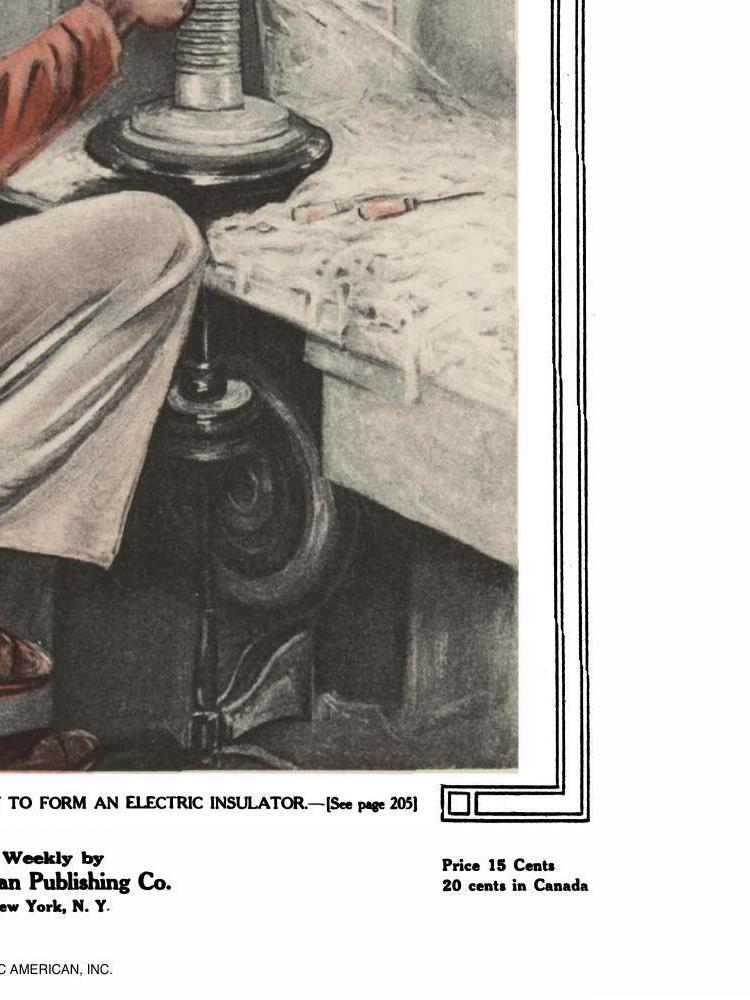 TO FORM AN ELECTRIC INSULATOR.—[See page 205]
Weekly by
an Publishing Co.
ew York, N. Y.
Price 15 Cents
20 cents in Canada
C AMERICAN, INC.